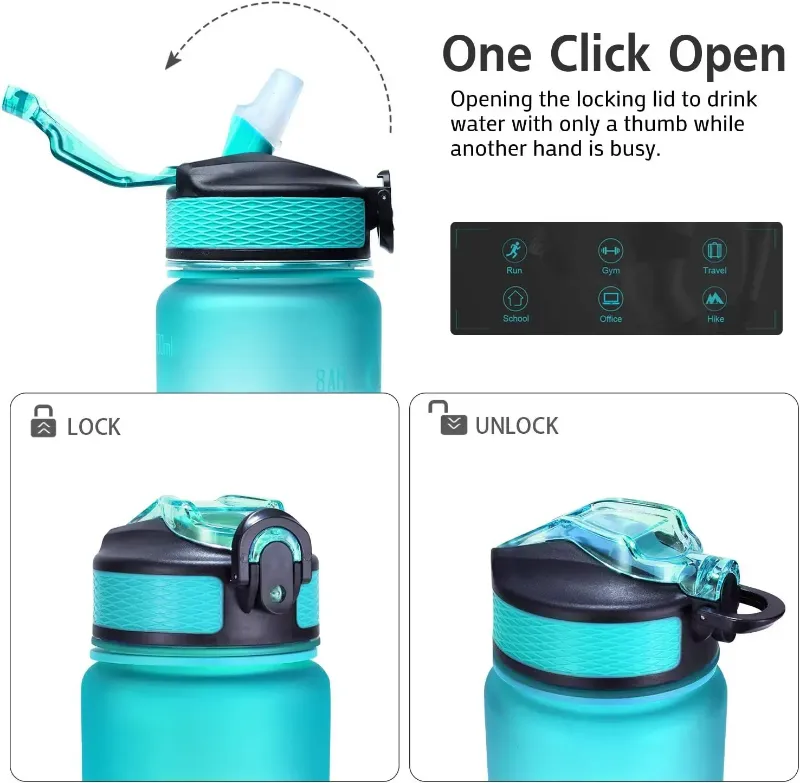 One Click Open
Opening the locking lid to drink
water with only a thumb while
another hand is busy.
Run
Gym
Travel
School
Office
Hike
8AM
LOCK
UNLOCK